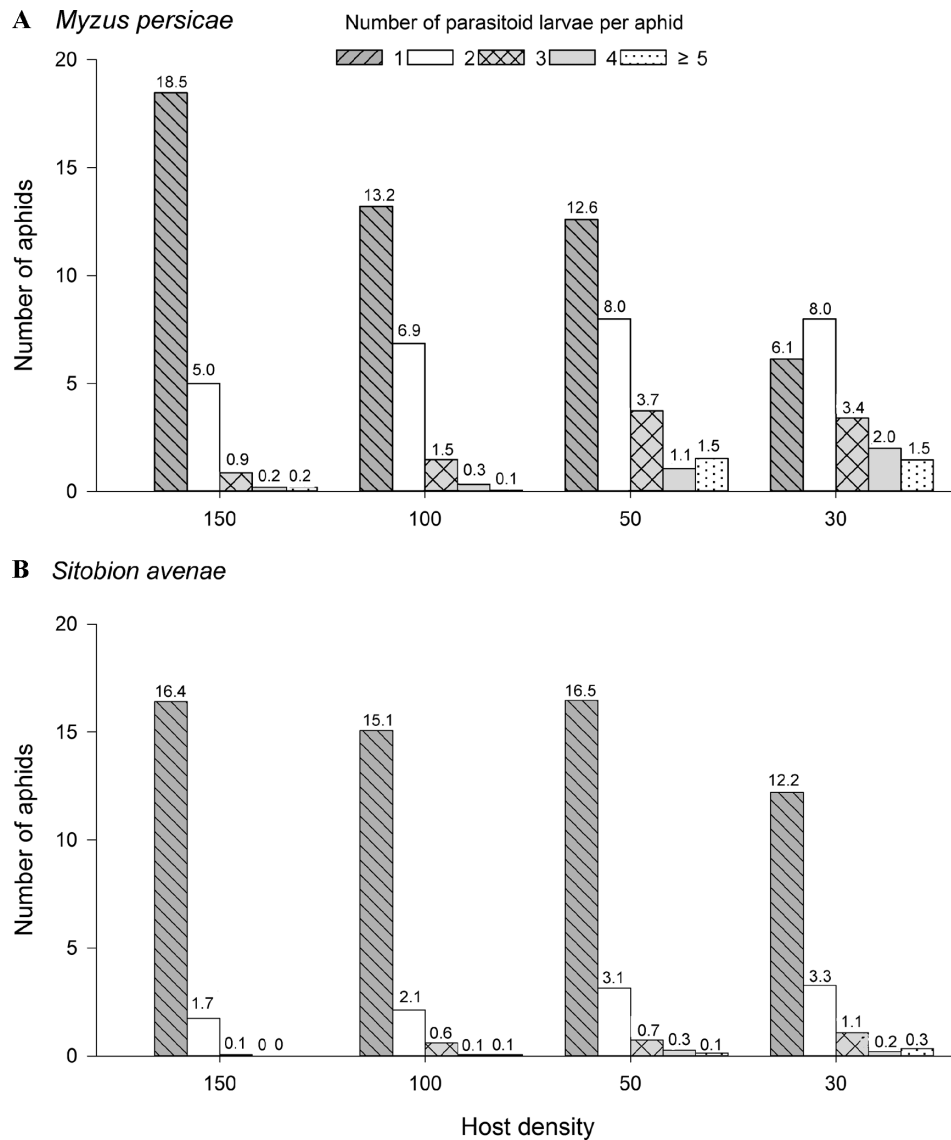 A Myzus persicae
Number of parasitoid larvae per aphid
1 2 3 4 ≥ 5
Number of aphids
20
15
10
5
0
18.5 5.0 0.9 0.2 0.2
13.2 6.9 1.5 0.3 0.1
12.6 8.0 3.7 1.1 1.5
6.1 8.0 3.4 2.0 1.5
150 100 50 30
B Sitobion avenae
Number of aphids
20
15
10
5
0
16.4 1.7 0.1 0 0
15.1 2.1 0.6 0.1 0.1
16.5 3.1 0.7 0.3 0.1
12.2 3.3 1.1 0.2 0.3
150 100 50 30
Host density